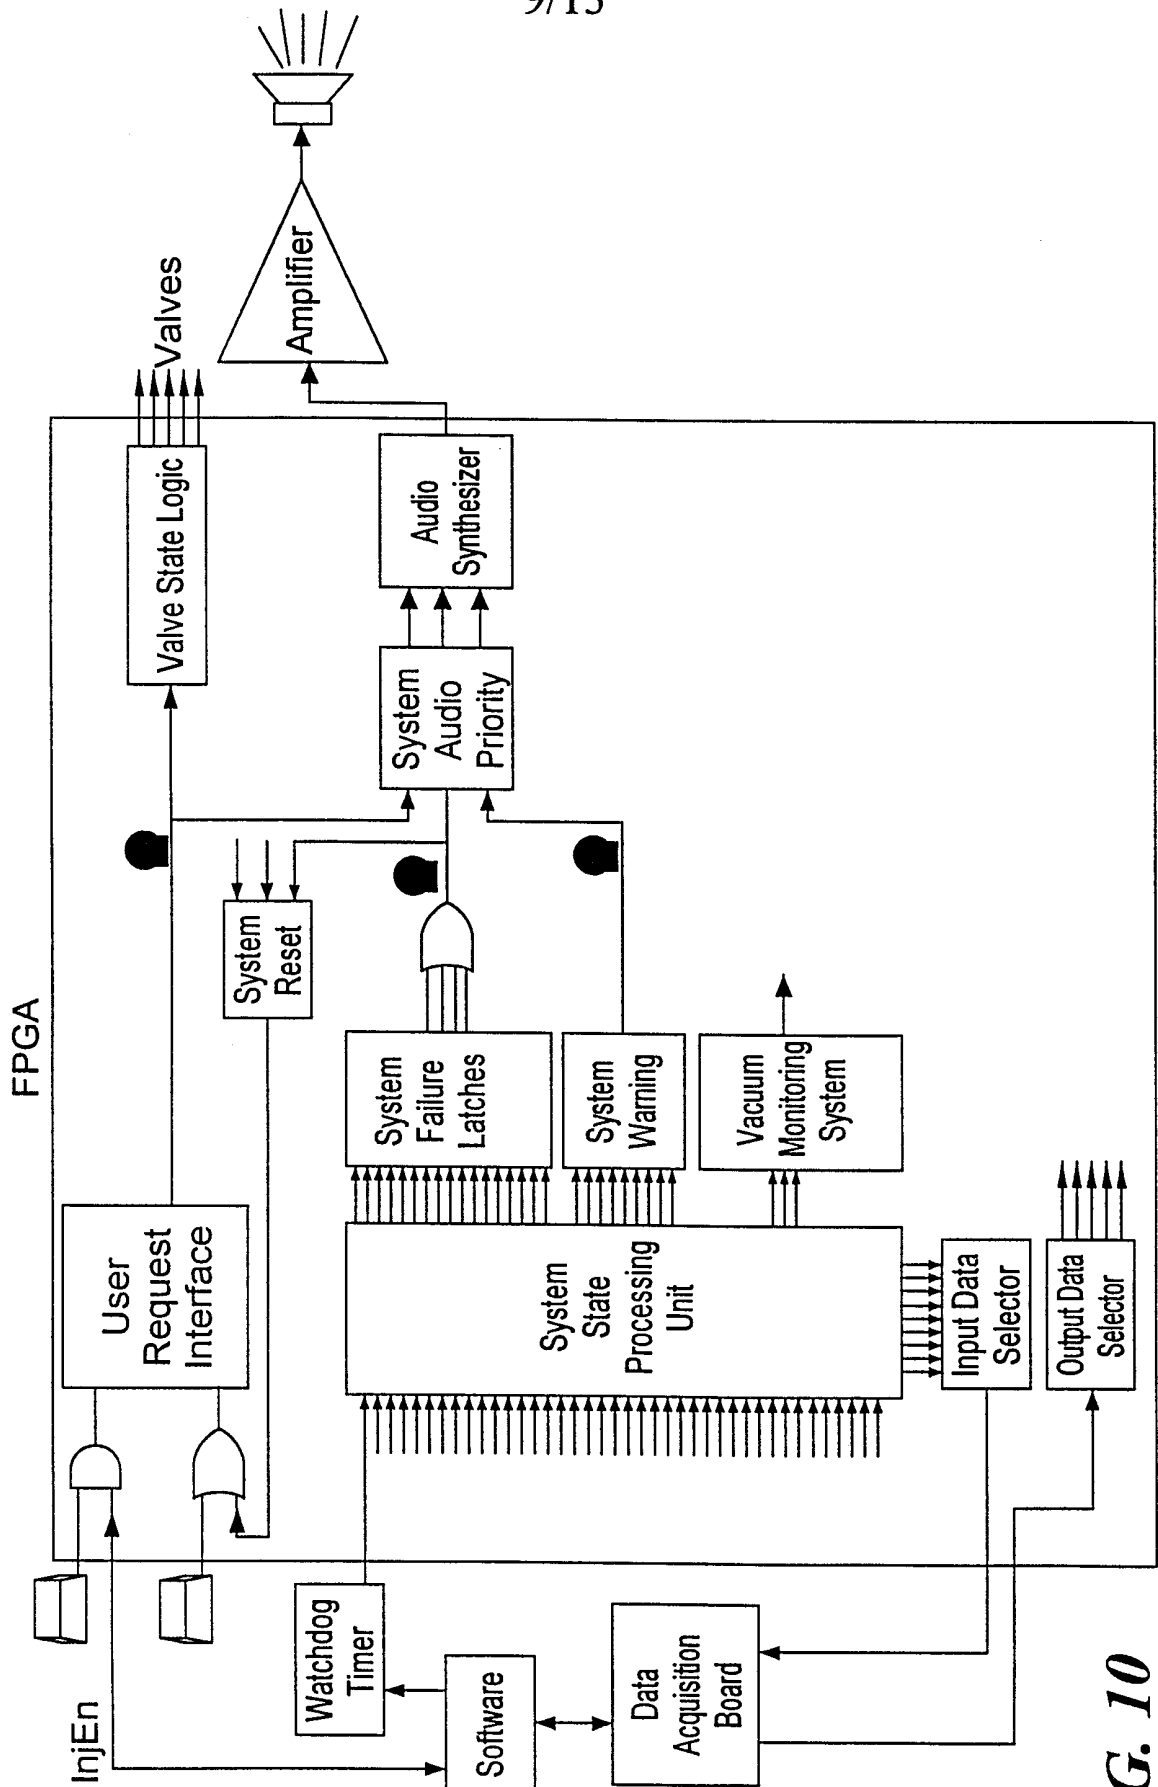 9/15
FPGA
InjEn
User
Request
Interface
Valve State Logic
Valves
System
Reset
Watchdog
Timer
Software
Data
Acquisition
Board
System
State
Processing
Unit
System
Failure
Latches
System
Warning
Vacuum
Monitoring
System
Input Data
Selector
Output Data
Selector
System
Audio
Priority
Audio
Synthesizer
Amplifier
G. 10